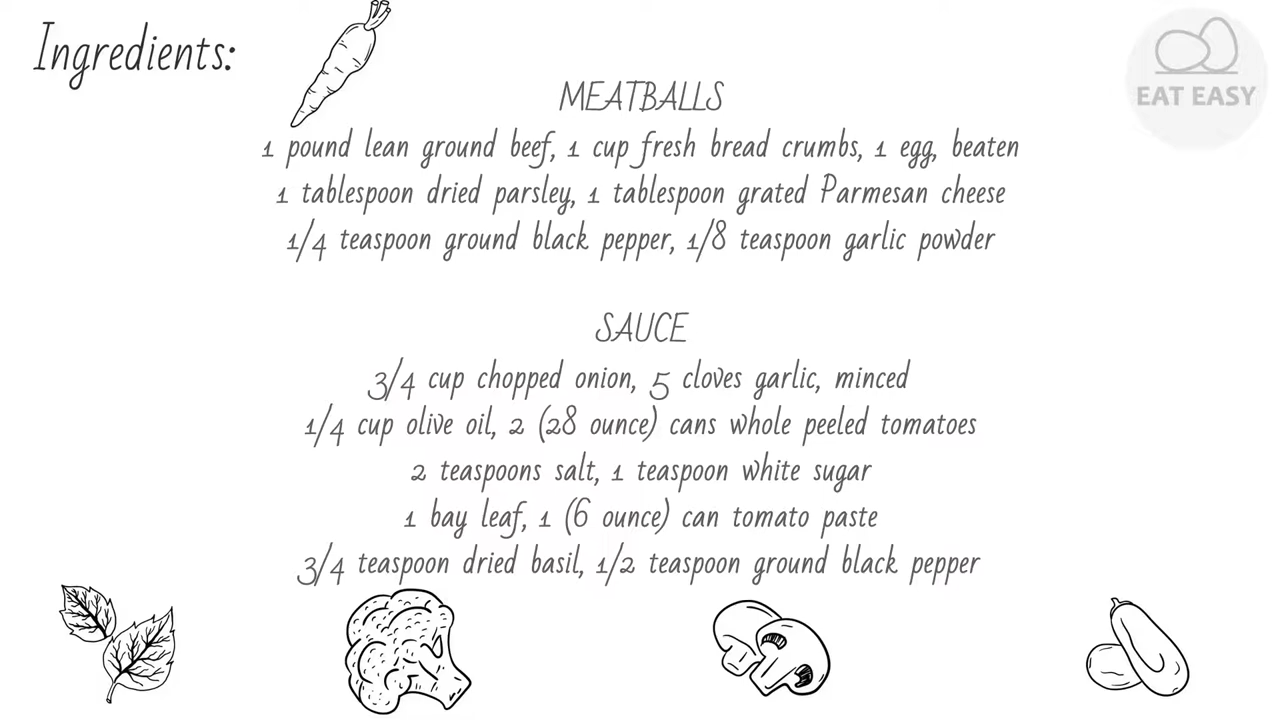 Ingredients:
EAT EASY
MEATBALLS
1 pound lean ground beef, 1 cup fresh bread crumbs, 1 egg, beaten
1 tablespoon dried parsley, 1 tablespoon grated Parmesan cheese
1/4 teaspoon ground black pepper, 1/8 teaspoon garlic powder
SAUCE
3/4 cup chopped onion, 5 cloves garlic, minced
1/4 cup olive oil, 2 (28 ounce) cans whole peeled tomatoes
2 teaspoons salt, 1 teaspoon white sugar
1 bay leaf, 1 (6 ounce) can tomato paste
3/4 teaspoon dried basil, 1/2 teaspoon ground black pepper